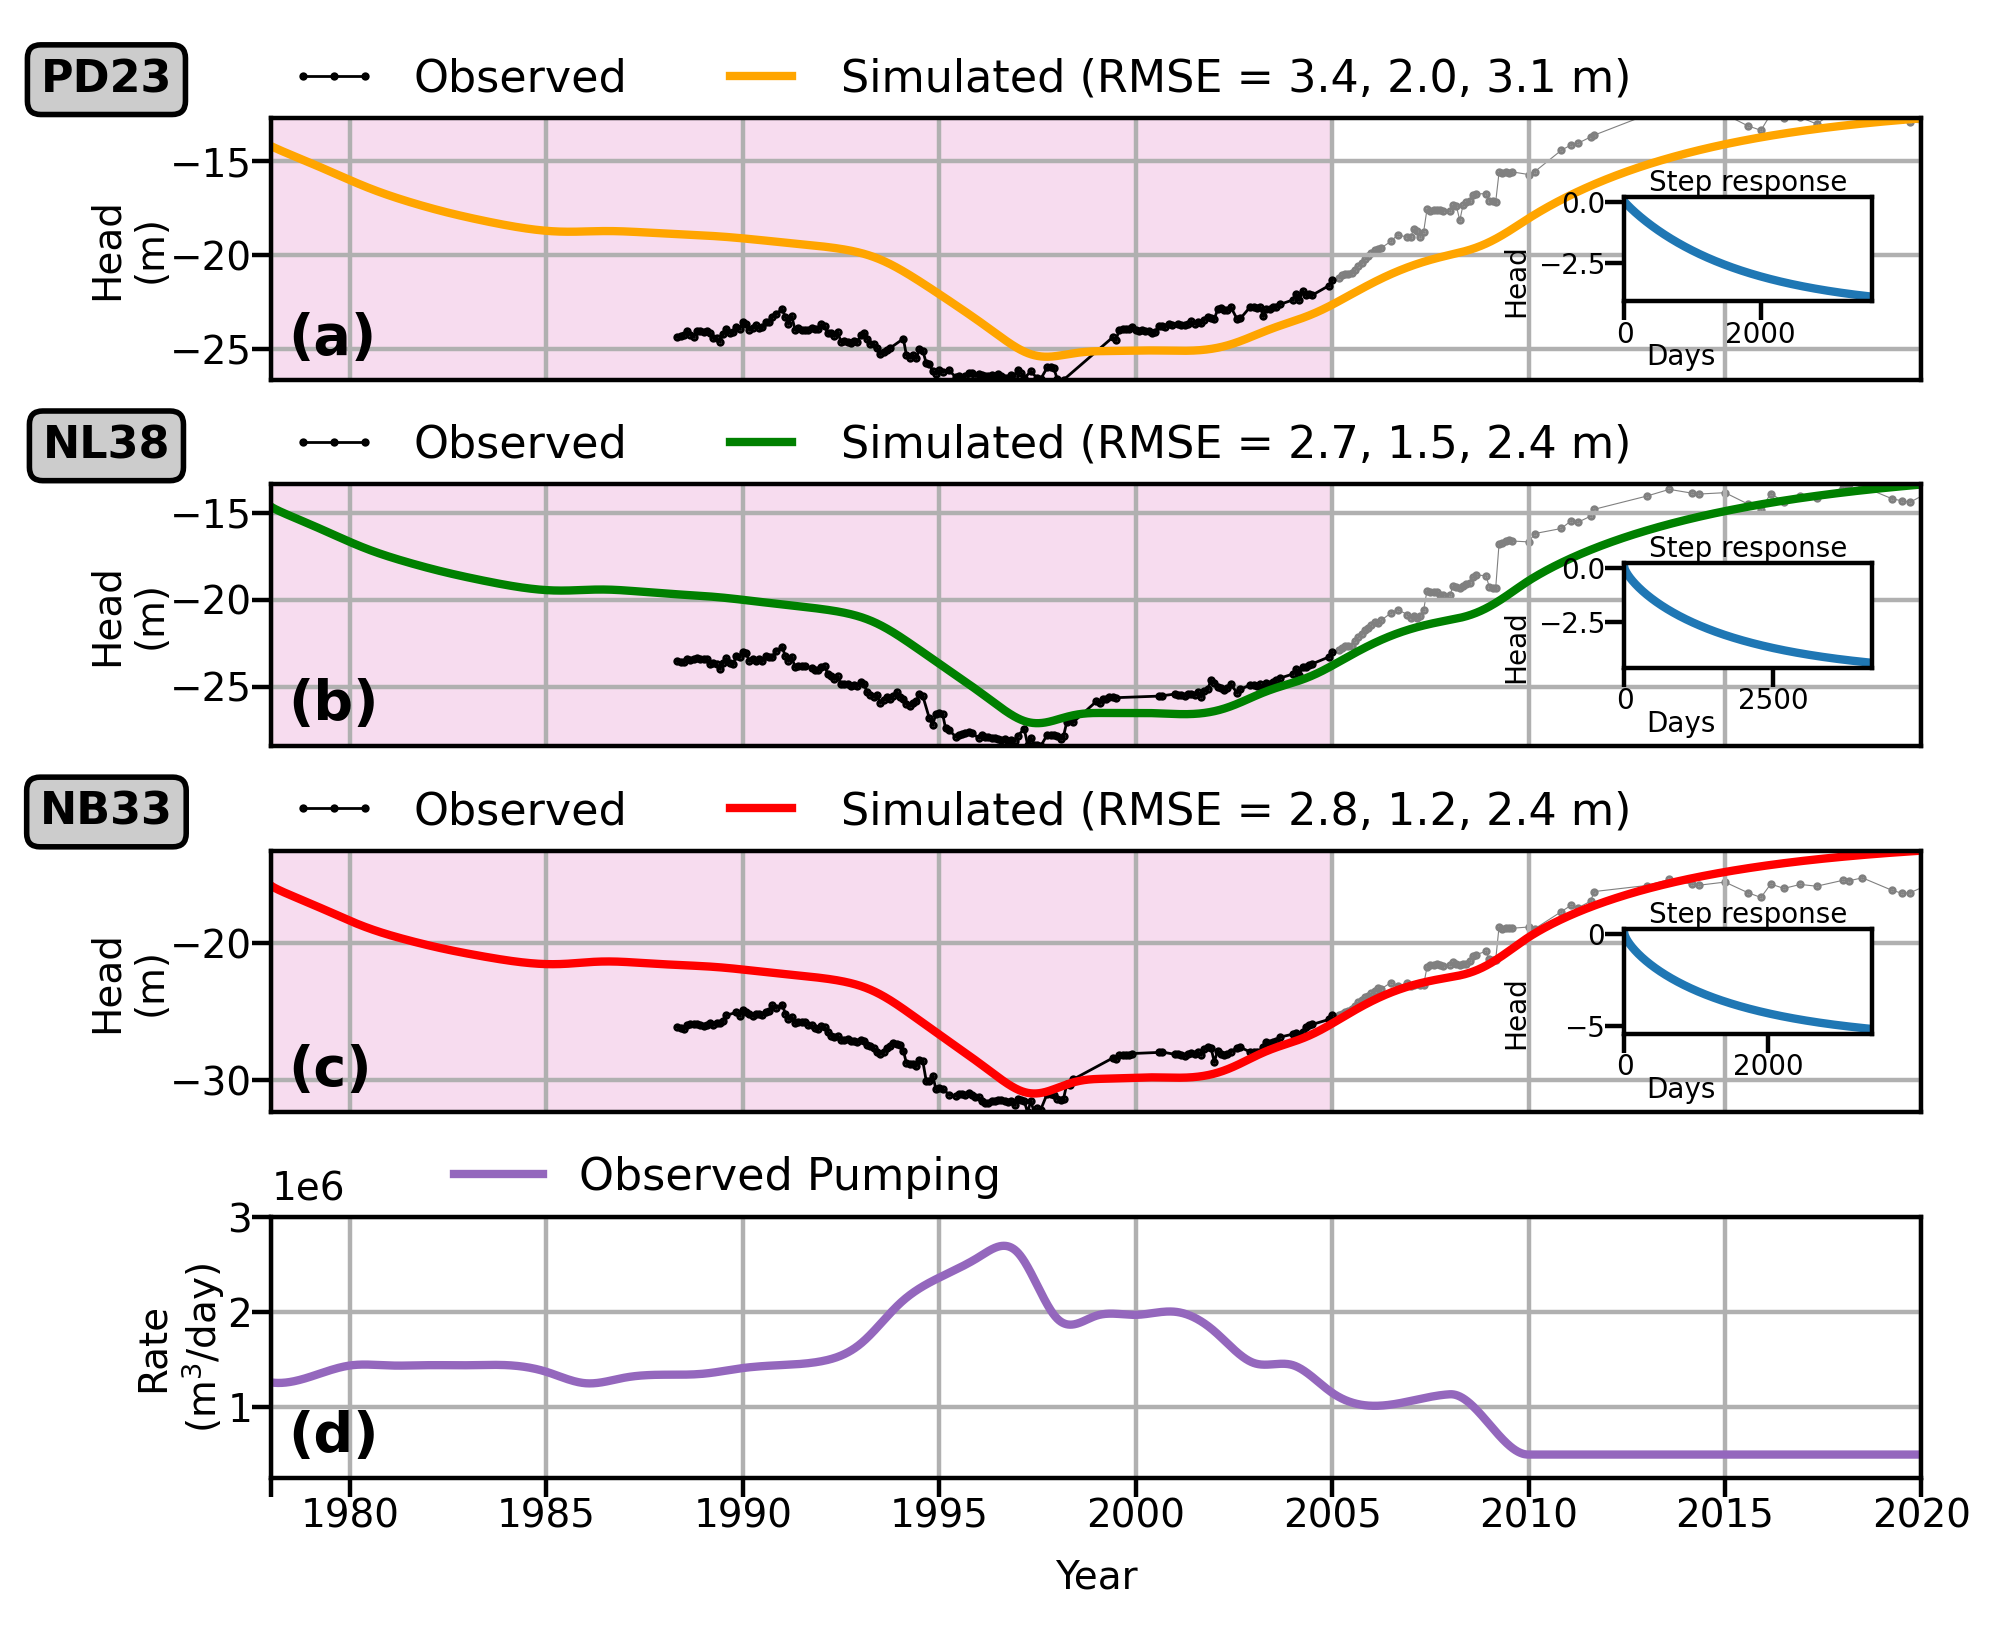 PD23
Observed
Simulated (RMSE = 3.4, 2.0, 3.1 m)
Head
(m)
−15
−20
−25
(a)
Step response
Head
0.0
−2.5
0
2000
Days
NL38
Observed
Simulated (RMSE = 2.7, 1.5, 2.4 m)
Head
(m)
−15
−20
−25
(b)
Step response
Head
0.0
−2.5
0
2500
Days
NB33
Observed
Simulated (RMSE = 2.8, 1.2, 2.4 m)
Head
(m)
−20
−30
(c)
Step response
Head
0
−5
0
2000
Days
Observed Pumping
1e6
Rate
(m³/day)
3
2
1
(d)
1980 1985 1990 1995 2000 2005 2010 2015 2020
Year